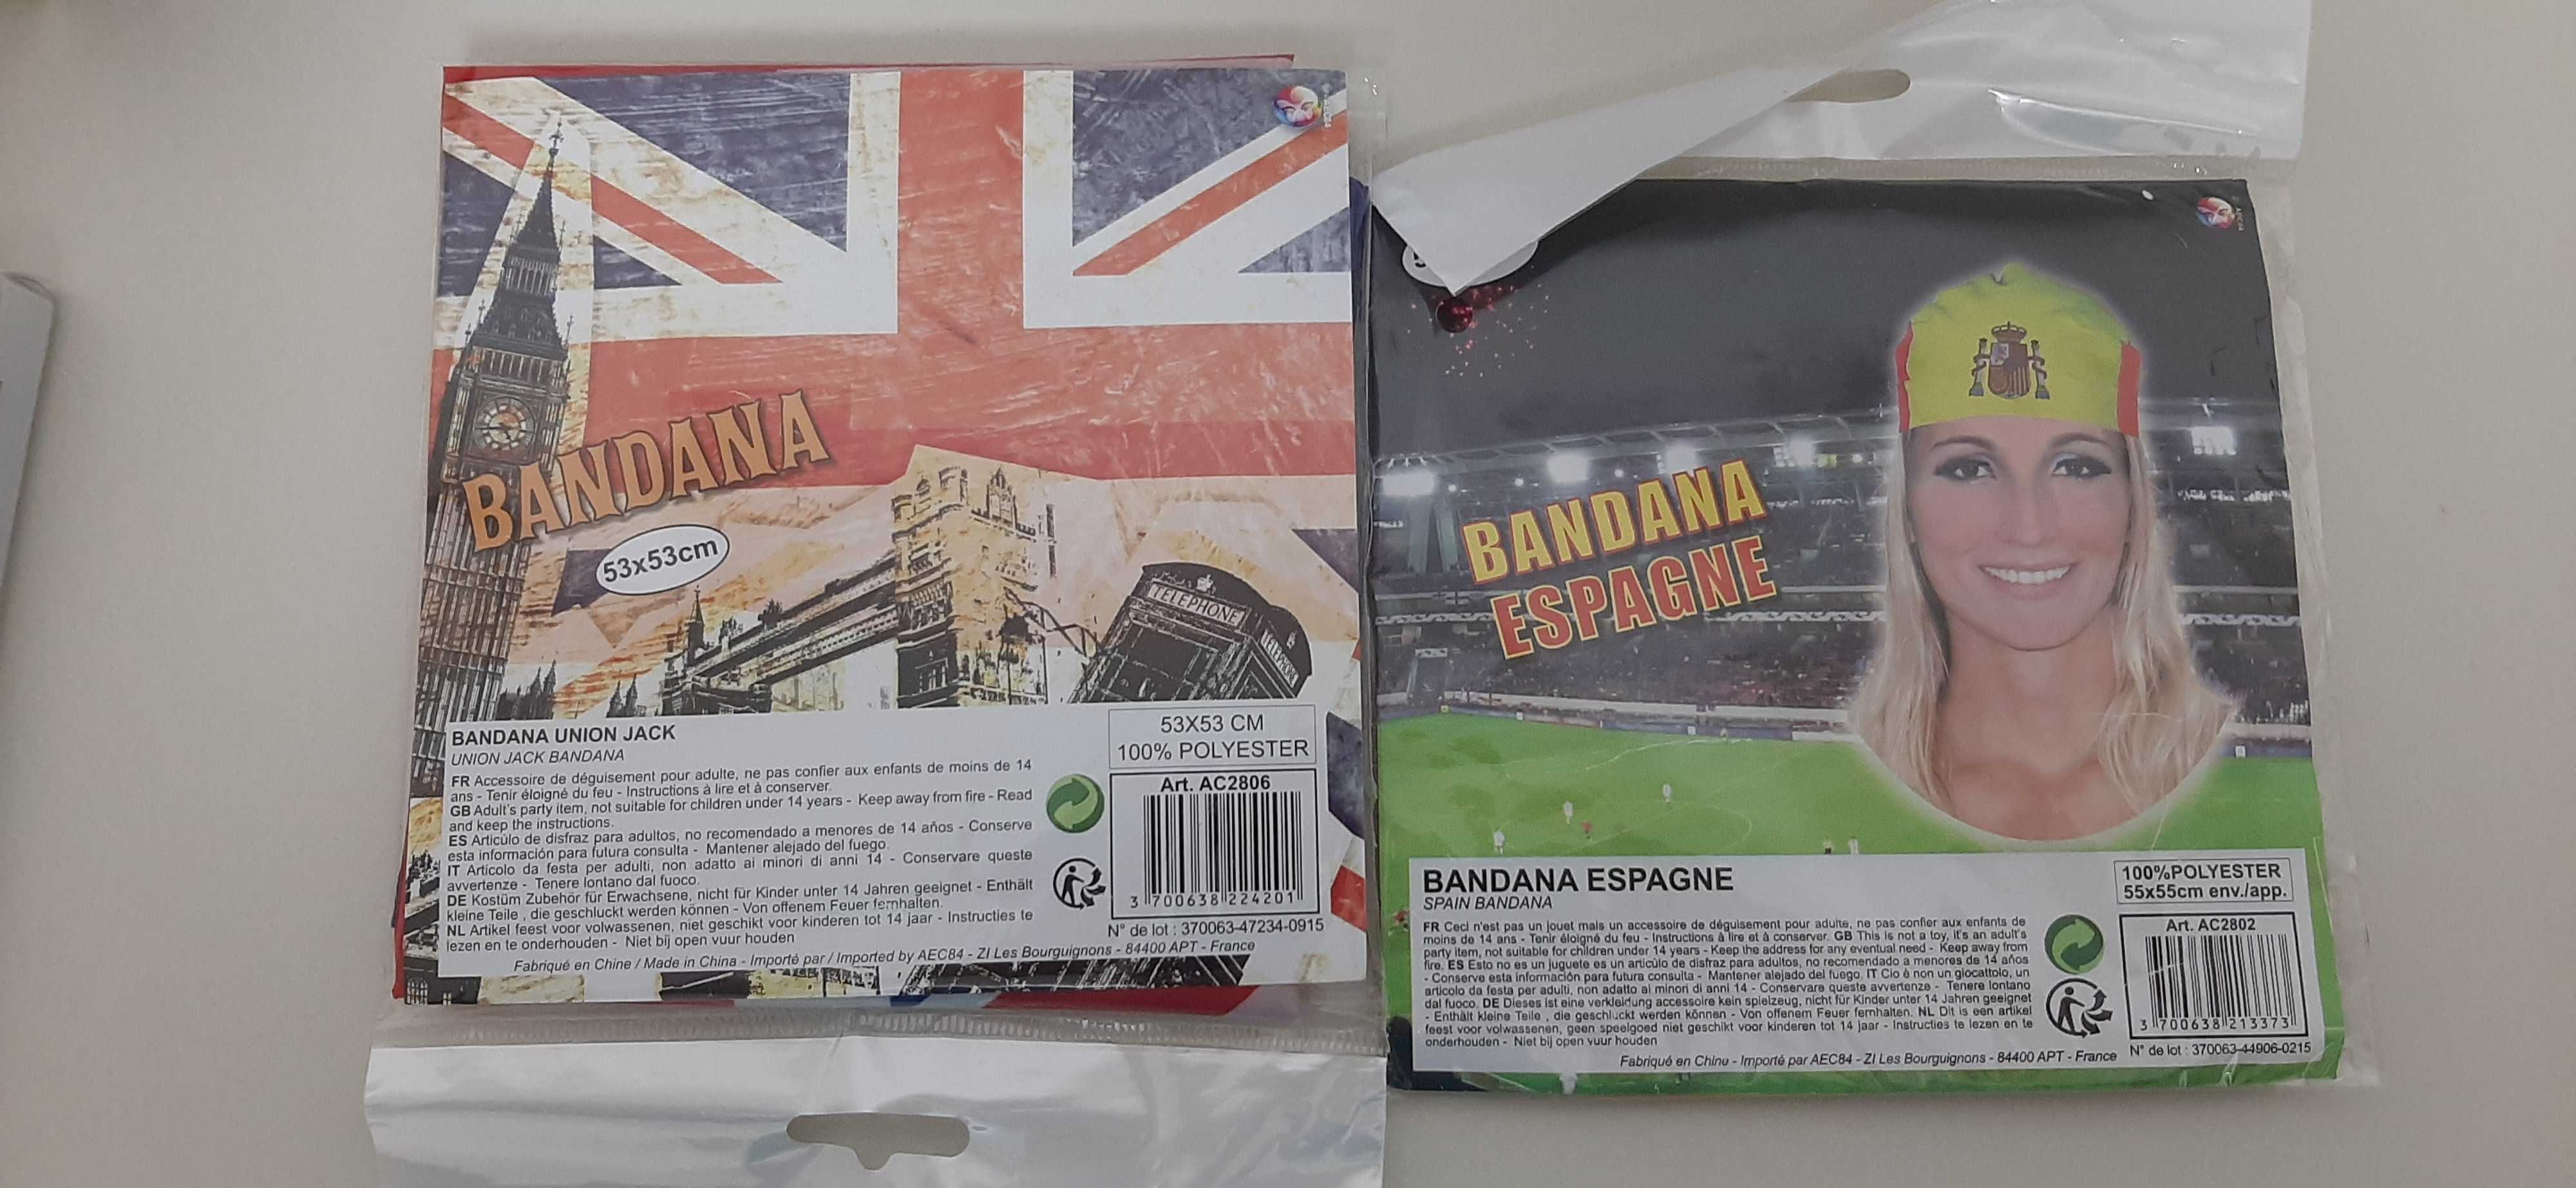 BANDANA
53x53cm
TELEPHONE
BANDANA UNION JACK
UNION JACK BANDANA
FR Accessoire de déguisement pour adulte, ne pas confier aux enfants de moins de 14
ans - Tenir éloigné du feu - Instructions à lire et à conserver.
GB Adult's party item, not suitable for children under 14 years - Keep away from fire - Read
and keep the instructions.
ES Articùlo de disfraz para adultos, no recomendado a menores de 14 años - Conserve
esta información para futura consulta - Mantener alejado del fuego.
IT Articolo da festa per adulti, non adatto ai minori di anni 14 - Conservare queste
avvertenze - Tenere lontano dal fuoco.
DE Kostüm Zubehör für Erwachsene, nicht für Kinder unter 14 Jahren geeignet - Enthält
kleine Teile , die geschluckt werden können - Von offenem Feuer fernhalten.
NL Artikel feest voor volwassenen, niet geschikt voor kinderen tot 14 jaar - Instructies te
lezen en te onderhouden - Niet bij open vuur houden
53X53 CM
100% POLYESTER
Art. AC2806
3 700638 224201
N° de lot : 370063-47234-0915
Fabriqué en Chine / Made in China - Importé par / Imported by AEC84 - ZI Les Bourguignons - 84400 APT - France
BANDANA
ESPAGNE
BANDANA ESPAGNE
SPAIN BANDANA
FR Ceci n'est pas un jouet mais un accessoire de déguisement pour adulte, ne pas confier aux enfants de
moins de 14 ans - Tenir éloigné du feu - Instructions à lire et à conserver. GB This is not a toy, it's an adult's
party item, not suitable for children under 14 years - Keep the address for any eventual need - Keep away from
fire. ES Esto no es un juguete es un articùlo de disfraz para adultos, no recomendado a menores de 14 años
- Conserve esta información para futura consulta - Mantener alejado del fuego. IT Cio è non un giocattolo, un
articolo da festa per adulti, non adatto ai minori di anni 14 - Conservare queste avvertenze - Tenere lontano
dal fuoco. DE Dieses ist eine verkleidung accessoire kein spielzeug, nicht für Kinder unter 14 Jahren geeignet
- Enthält kleine Teile , die geschluckt werden können - Von offenem Feuer fernhalten. NL Dit is een artikel
feest voor volwassenen, geen speelgoed niet geschikt voor kinderen tot 14 jaar - Instructies te lezen en te
onderhouden - Niet bij open vuur houden
100%POLYESTER
55x55cm env./app.
Art. AC2802
3 700638 213373
Fabriqué en Chine - Importé par AEC84 - ZI Les Bourguignons - 84400 APT - France
N° de lot : 370063-44906-0215